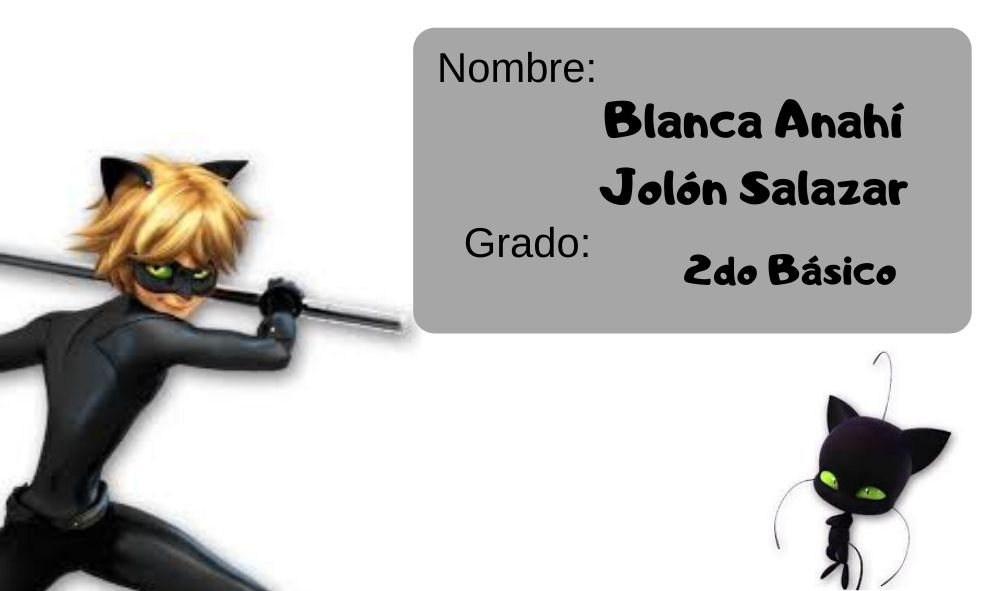 Nombre:
Blanca Anahí
Jolón Salazar
Grado:
2do Básico